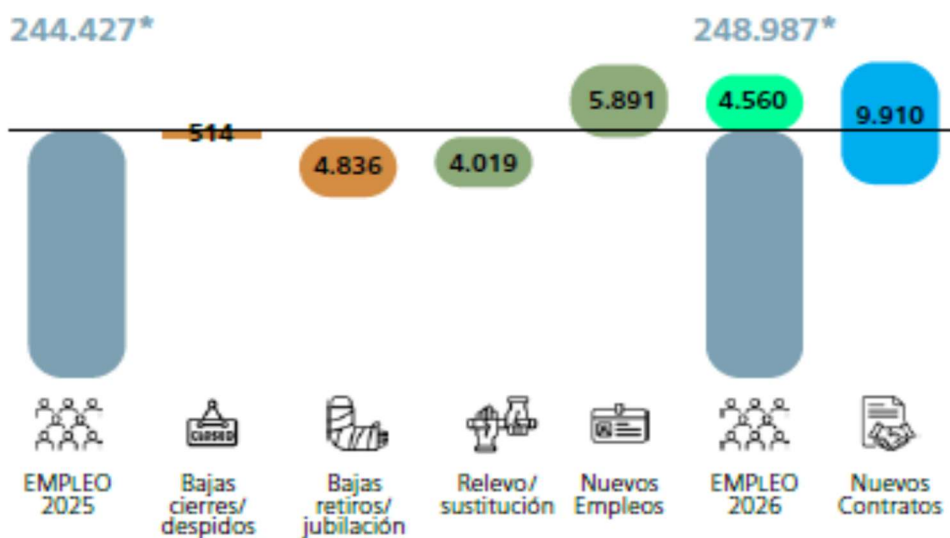 244.427*
248.987*
514
4.836
4.019
5.891
4.560
9.910
CLOSED
EMPLEO
2025
Bajas
cierres/
despidos
Bajas
retiros/
jubilación
Relevo/
sustitución
Nuevos
Empleos
EMPLEO
2026
Nuevos
Contratos